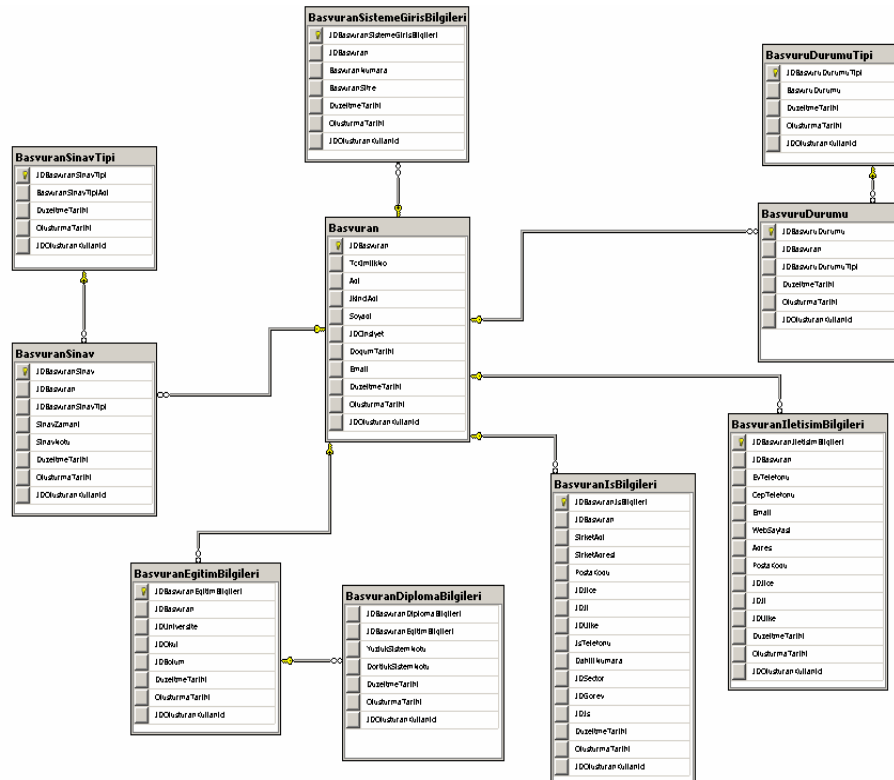 BasvuranSistemeGirisBilgileri
IDBasvuranSistemeGirisBilgileri
IDBasvuran
BasvuranNumara
BasvuranSifre
DuzeltmeTarihi
OlusturmaTarihi
IDOlusturanKullanici
BasvuruDurumuTipi
IDBasvuruDurumuTipi
BasvuruDurumu
DuzeltmeTarihi
OlusturmaTarihi
IDOlusturanKullanici
BasvuranSinavTipi
IDBasvuranSinavTipi
BasvuranSinavTipiAdi
DuzeltmeTarihi
OlusturmaTarihi
IDOlusturanKullanici
BasvuruDurumu
IDBasvuruDurumu
IDBasvuran
IDBasvuruDurumuTipi
DuzeltmeTarihi
OlusturmaTarihi
IDOlusturanKullanici
Basvuran
IDBasvuran
TcKimlikNo
Adi
IkinciAdi
Soyadi
IDCinsiyet
DogumTarihi
Email
DuzeltmeTarihi
OlusturmaTarihi
IDOlusturanKullanici
BasvuranSinav
IDBasvuranSinav
IDBasvuran
IDBasvuranSinavTipi
SinavZamani
SinavNotu
DuzeltmeTarihi
OlusturmaTarihi
IDOlusturanKullanici
BasvuranIletisimBilgileri
IDBasvuranIletisimBilgileri
IDBasvuran
EvTelefonu
CepTelefonu
Email
WebSayfasi
Adres
PostaKodu
IDIlce
IDIl
IDUlke
DuzeltmeTarihi
OlusturmaTarihi
IDOlusturanKullanici
BasvuranIsBilgileri
IDBasvuranIsBilgileri
IDBasvuran
SirketAdi
SirketAdresi
PostaKodu
IDIlce
IDIl
IDUlke
IsTelefonu
DahiliNumara
IDSector
IDGorev
IDIs
DuzeltmeTarihi
OlusturmaTarihi
IDOlusturanKullanici
BasvuranEgitimBilgileri
IDBasvuranEgitimBilgileri
IDBasvuran
IDUniversite
IDOkul
IDBolum
DuzeltmeTarihi
OlusturmaTarihi
IDOlusturanKullanici
BasvuranDiplomaBilgileri
IDBasvuranDiplomaBilgileri
IDBasvuranEgitimBilgileri
YuzlukSistemNotu
DortlukSistemNotu
DuzeltmeTarihi
OlusturmaTarihi
IDOlusturanKullanici